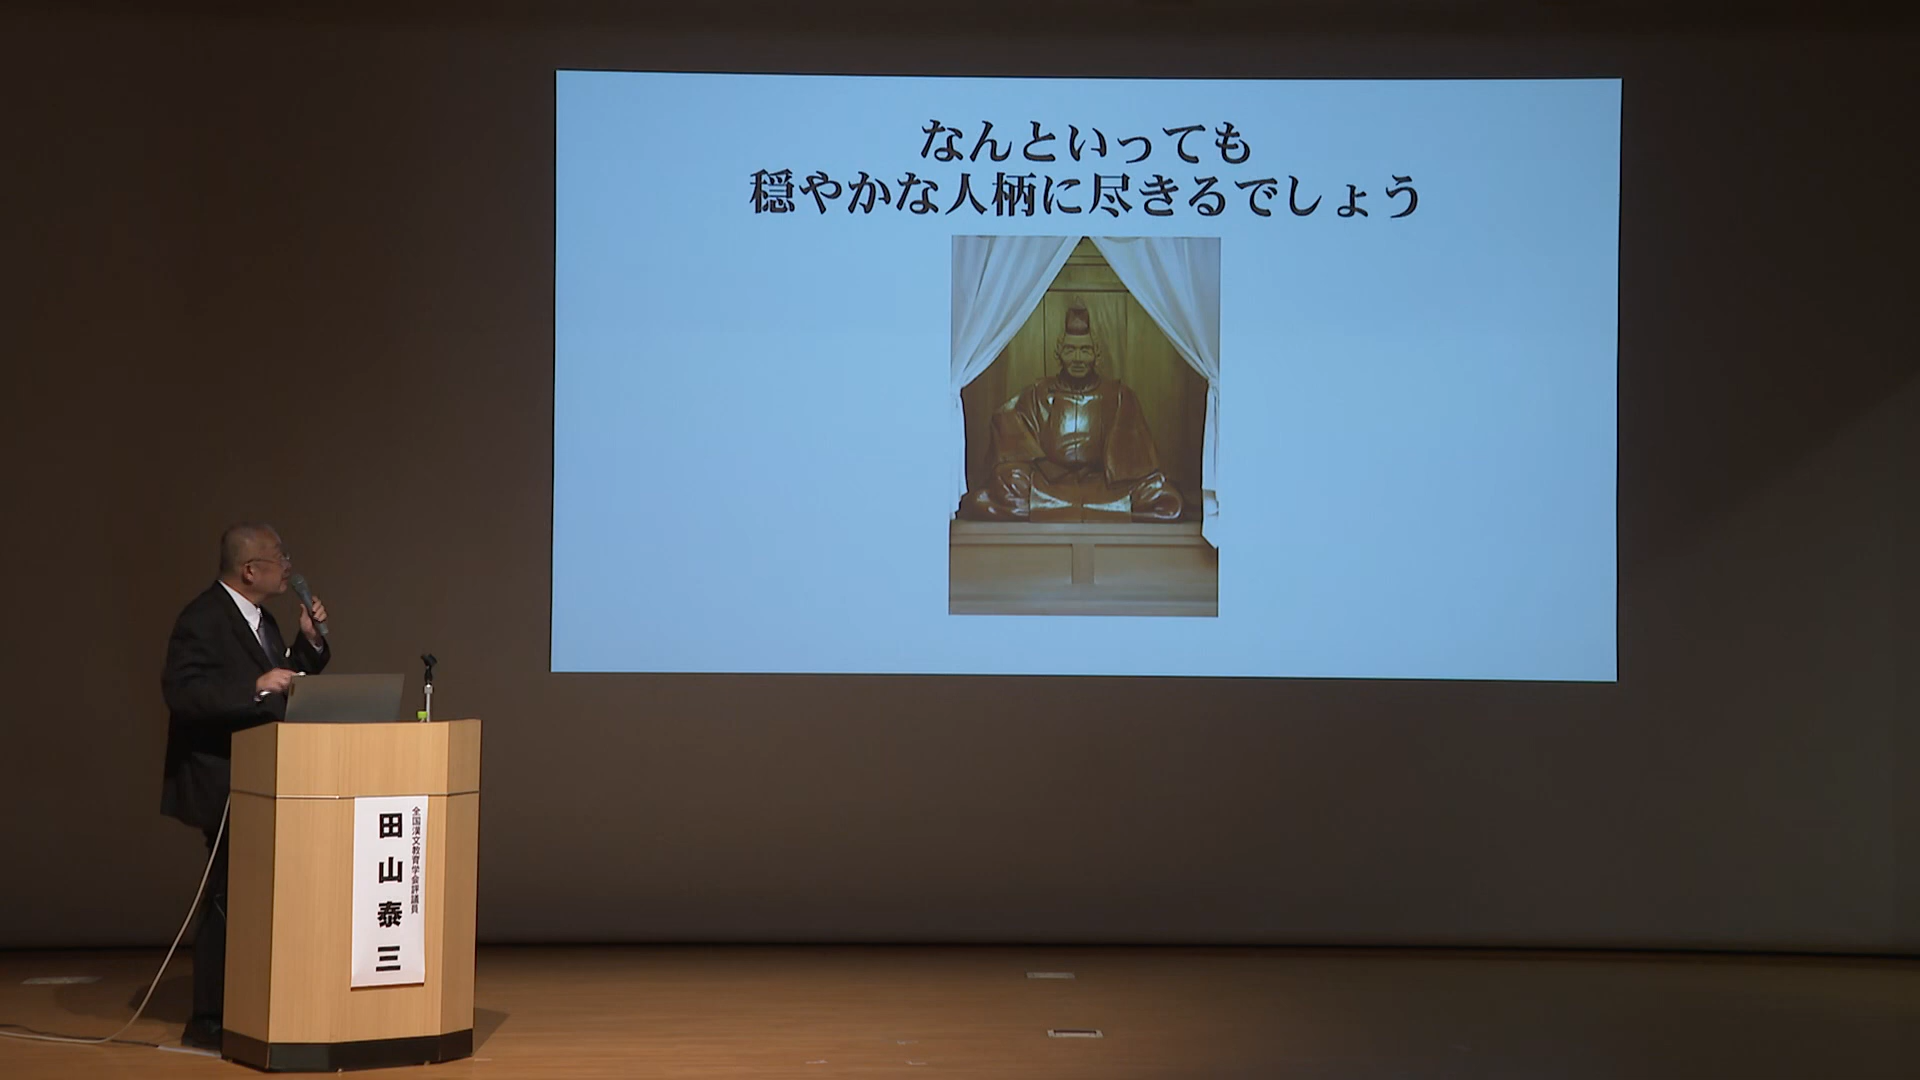 なんといっても
穏やかな人柄に尽きるでしょう
全国漢文教育学会評議員
田山泰三